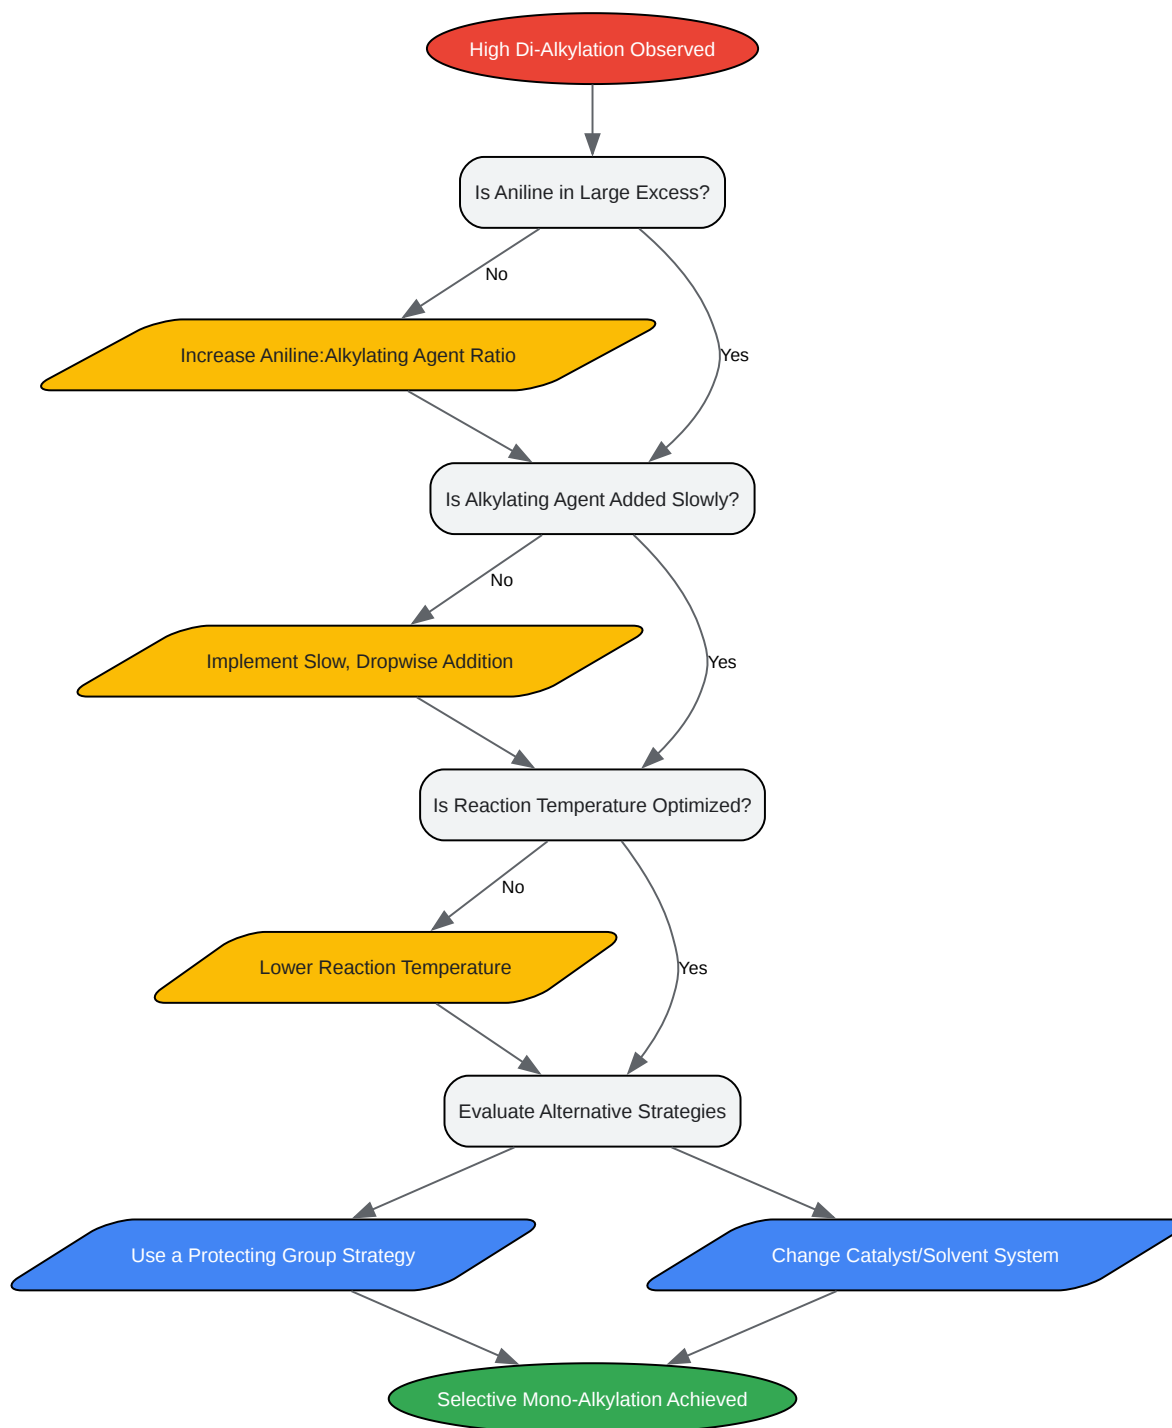 High Di-Alkylation Observed
Is Aniline in Large Excess?
No
Increase Aniline:Alkylating Agent Ratio
Yes
Is Alkylating Agent Added Slowly?
No
Implement Slow, Dropwise Addition
Yes
Is Reaction Temperature Optimized?
No
Lower Reaction Temperature
Yes
Evaluate Alternative Strategies
Use a Protecting Group Strategy
Change Catalyst/Solvent System
Selective Mono-Alkylation Achieved